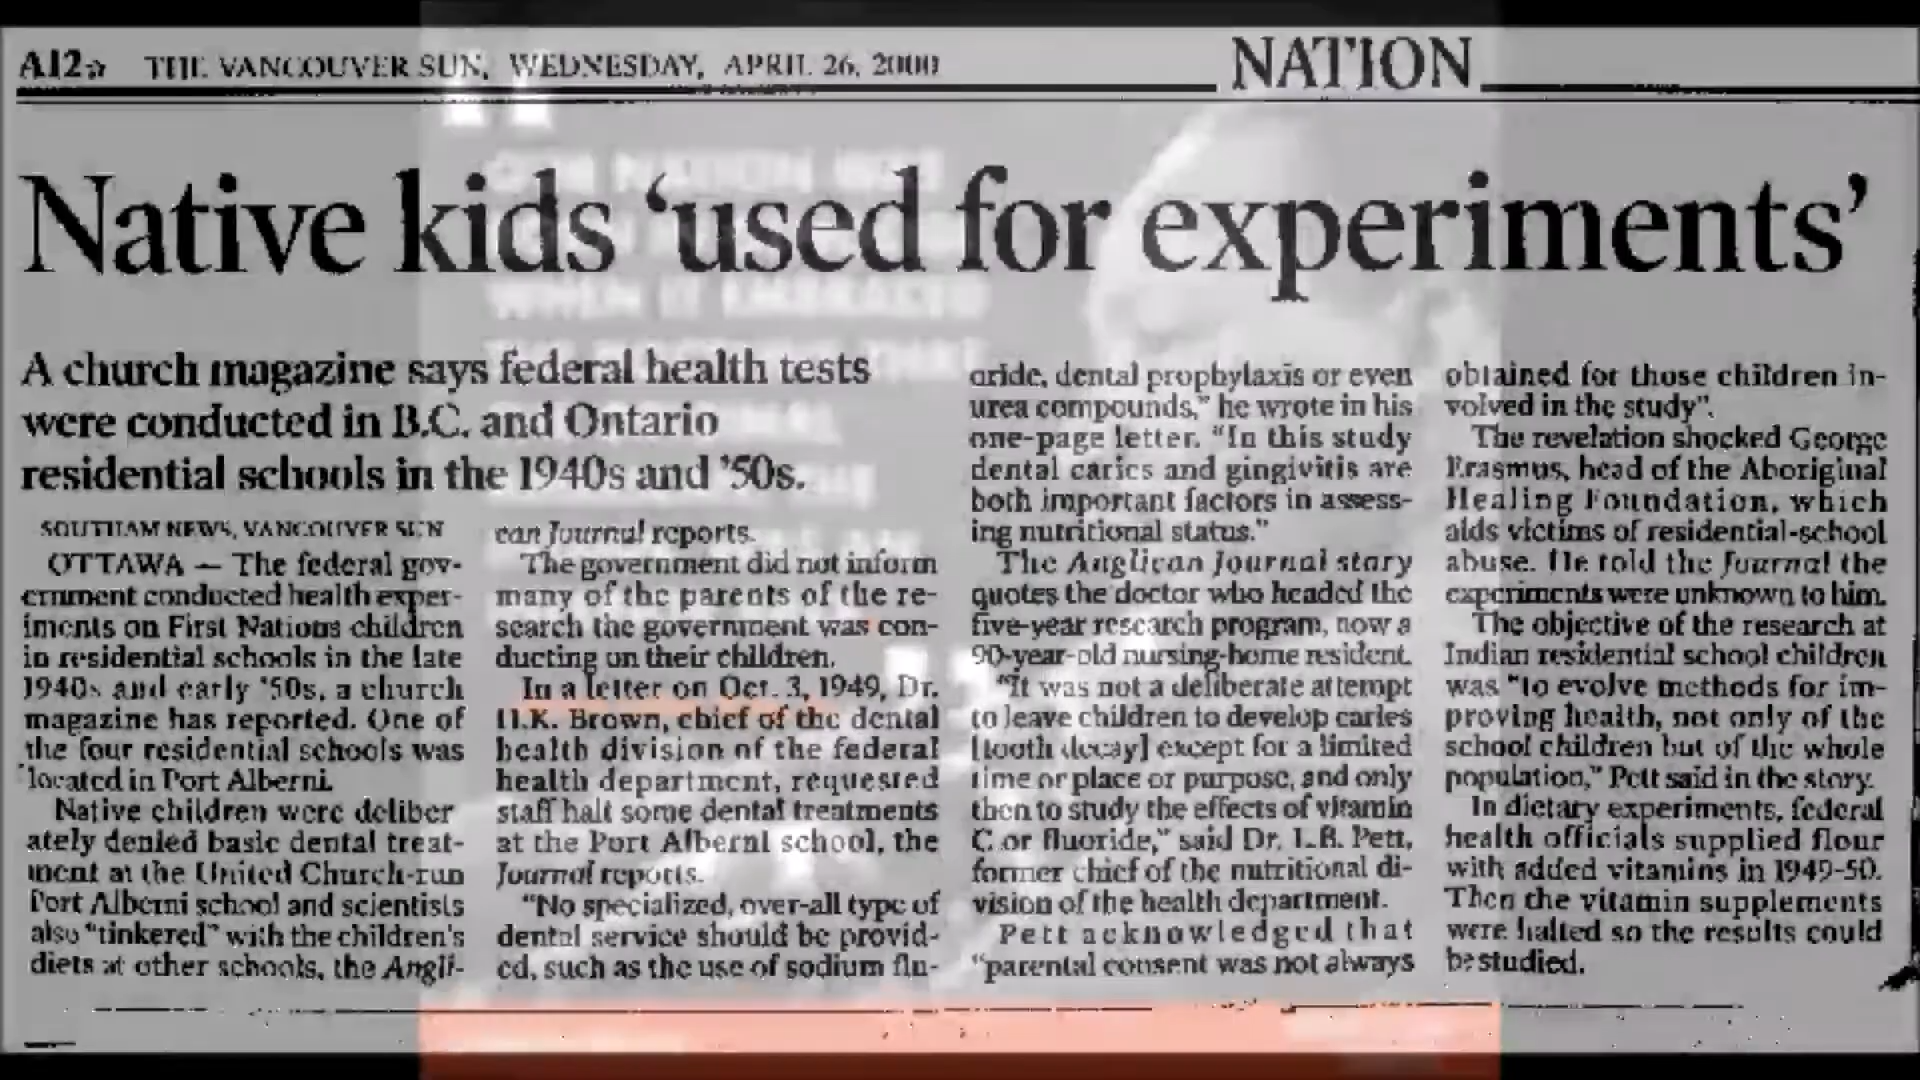 A12☆ THE VANCOUVER SUN, WEDNESDAY, APRIL 26, 2000
NATION
Native kids ‘used for experiments’
A church magazine says federal health tests
were conducted in B.C. and Ontario
residential schools in the 1940s and ’50s.
SOUTHAM NEWS, VANCOUVER SUN
OTTAWA — The federal gov-
ernment conducted health exper-
iments on First Nations children
in residential schools in the late
1940s and early ’50s, a church
magazine has reported. One of
the four residential schools was
located in Port Alberni.
Native children were deliber
ately denied basic dental treat-
ment at the United Church-run
Port Alberni school and scientists
also “tinkered” with the children’s
diets at other schools, the Angli-
can Journal reports.
The government did not inform
many of the parents of the re-
search the government was con-
ducting on their children.
In a letter on Oct. 3, 1949, Dr.
H.K. Brown, chief of the dental
health division of the federal
health department, requested
staff halt some dental treatments
at the Port Alberni school, the
Journal reports.
“No specialized, over-all type of
dental service should be provid-
ed, such as the use of sodium flu-
oride, dental prophylaxis or even
urea compounds,” he wrote in his
one-page letter. “In this study
dental caries and gingivitis are
both important factors in assess-
ing nutritional status.”
The Anglican Journal story
quotes the doctor who headed the
five-year research program, now a
90-year-old nursing-home resident.
“It was not a deliberate attempt
to leave children to develop caries
[tooth decay] except for a limited
time or place or purpose, and only
then to study the effects of vitamin
C or fluoride,” said Dr. L.B. Pett,
former chief of the nutritional di-
vision of the health department.
Pett acknowledged that
“parental consent was not always
obtained for those children in-
volved in the study”.
The revelation shocked George
Erasmus, head of the Aboriginal
Healing Foundation, which
aids victims of residential-school
abuse. He told the Journal the
experiments were unknown to him.
The objective of the research at
Indian residential school children
was “to evolve methods for im-
proving health, not only of the
school children but of the whole
population,” Pett said in the story.
In dietary experiments, federal
health officials supplied flour
with added vitamins in 1949-50.
Then the vitamin supplements
were halted so the results could
be studied.